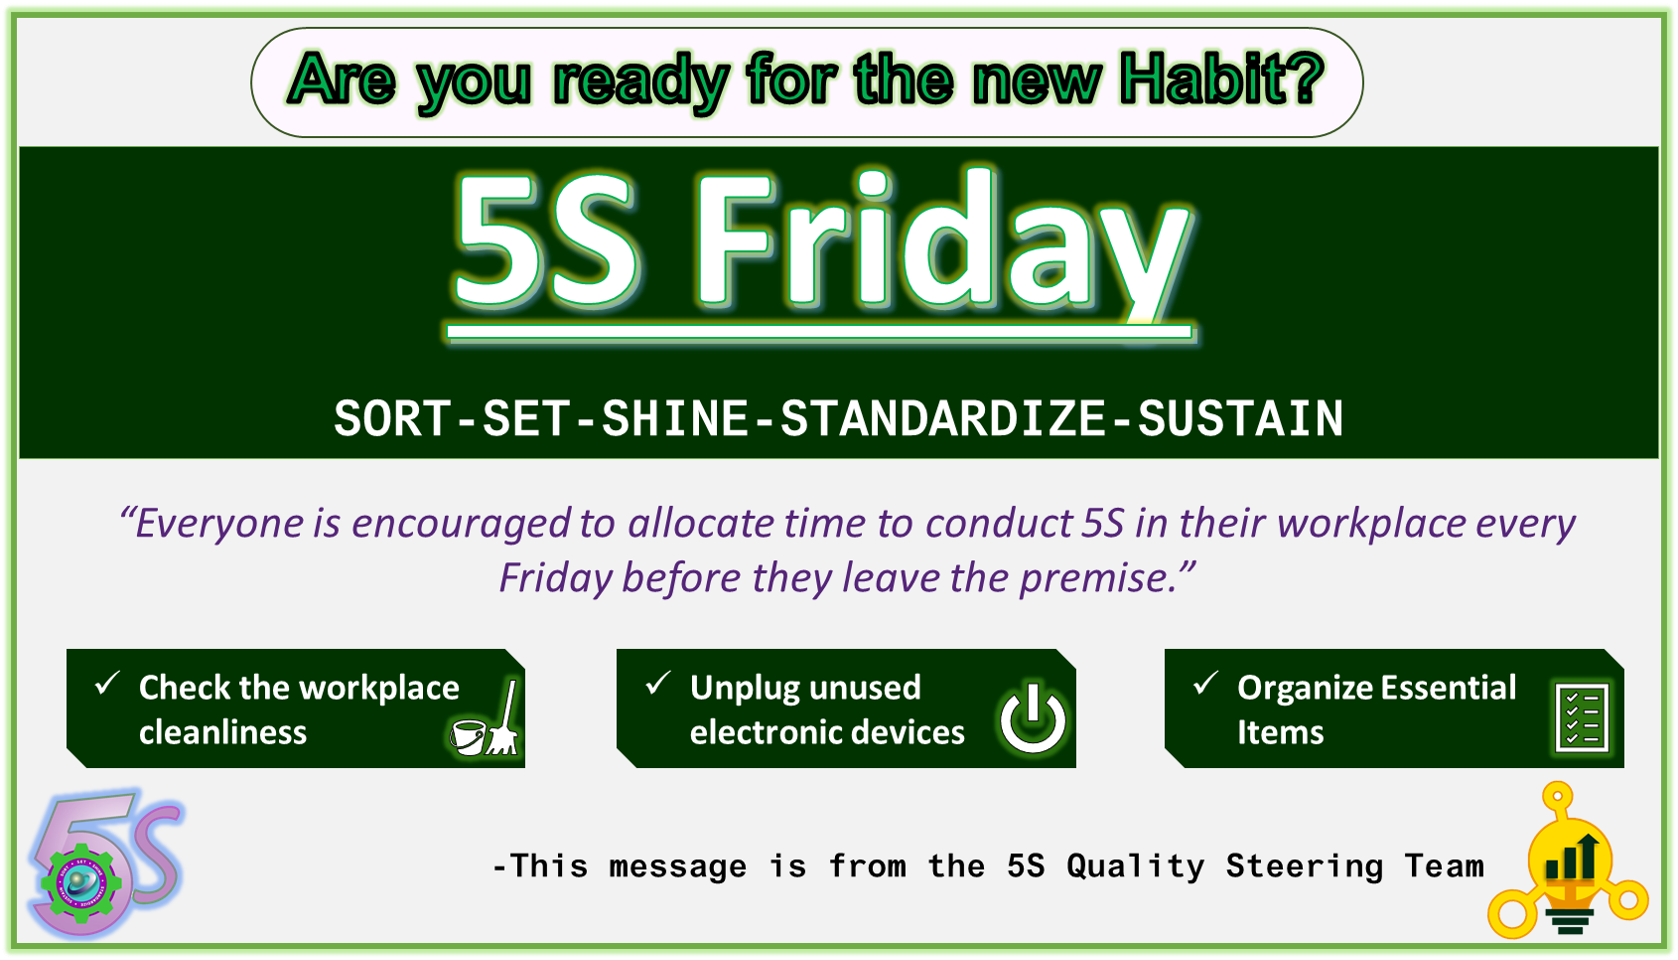 Are you ready for the new Habit?
5S Friday
SORT-SET-SHINE-STANDARDIZE-SUSTAIN
“Everyone is encouraged to allocate time to conduct 5S in their workplace every
Friday before they leave the premise.”
✓ Check the workplace
cleanliness
✓ Unplug unused
electronic devices
✓ Organize Essential
Items
5S
-This message is from the 5S Quality Steering Team